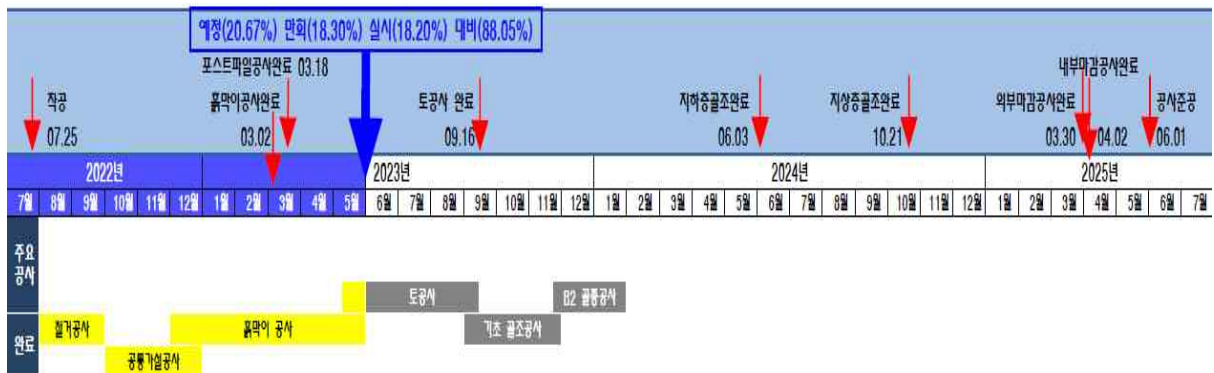 예정(20.67%) 만회(18.30%) 실시(18.20%) 대비(88.05%)
포스트파일공사완료 03.18
내부마감공사완료
착공
흙막이공사완료
토공사 완료
지하층골조완료
지상층골조완료
외부마감공사완료
공사준공
07.25
03.02
09.16
06.03
10.21
03.30
04.02
06.01
2022년
2023년
2024년
2025년
7월 8월 9월 10월 11월 12월 1월 2월 3월 4월 5월 6월 7월 8월 9월 10월 11월 12월 1월 2월 3월 4월 5월 6월 7월 8월 9월 10월 11월 12월 1월 2월 3월 4월 5월 6월 7월
주요
공사
토공사
B2 골통공사
완료
철거공사
흙막이 공사
기초 골조공사
공통가설공사